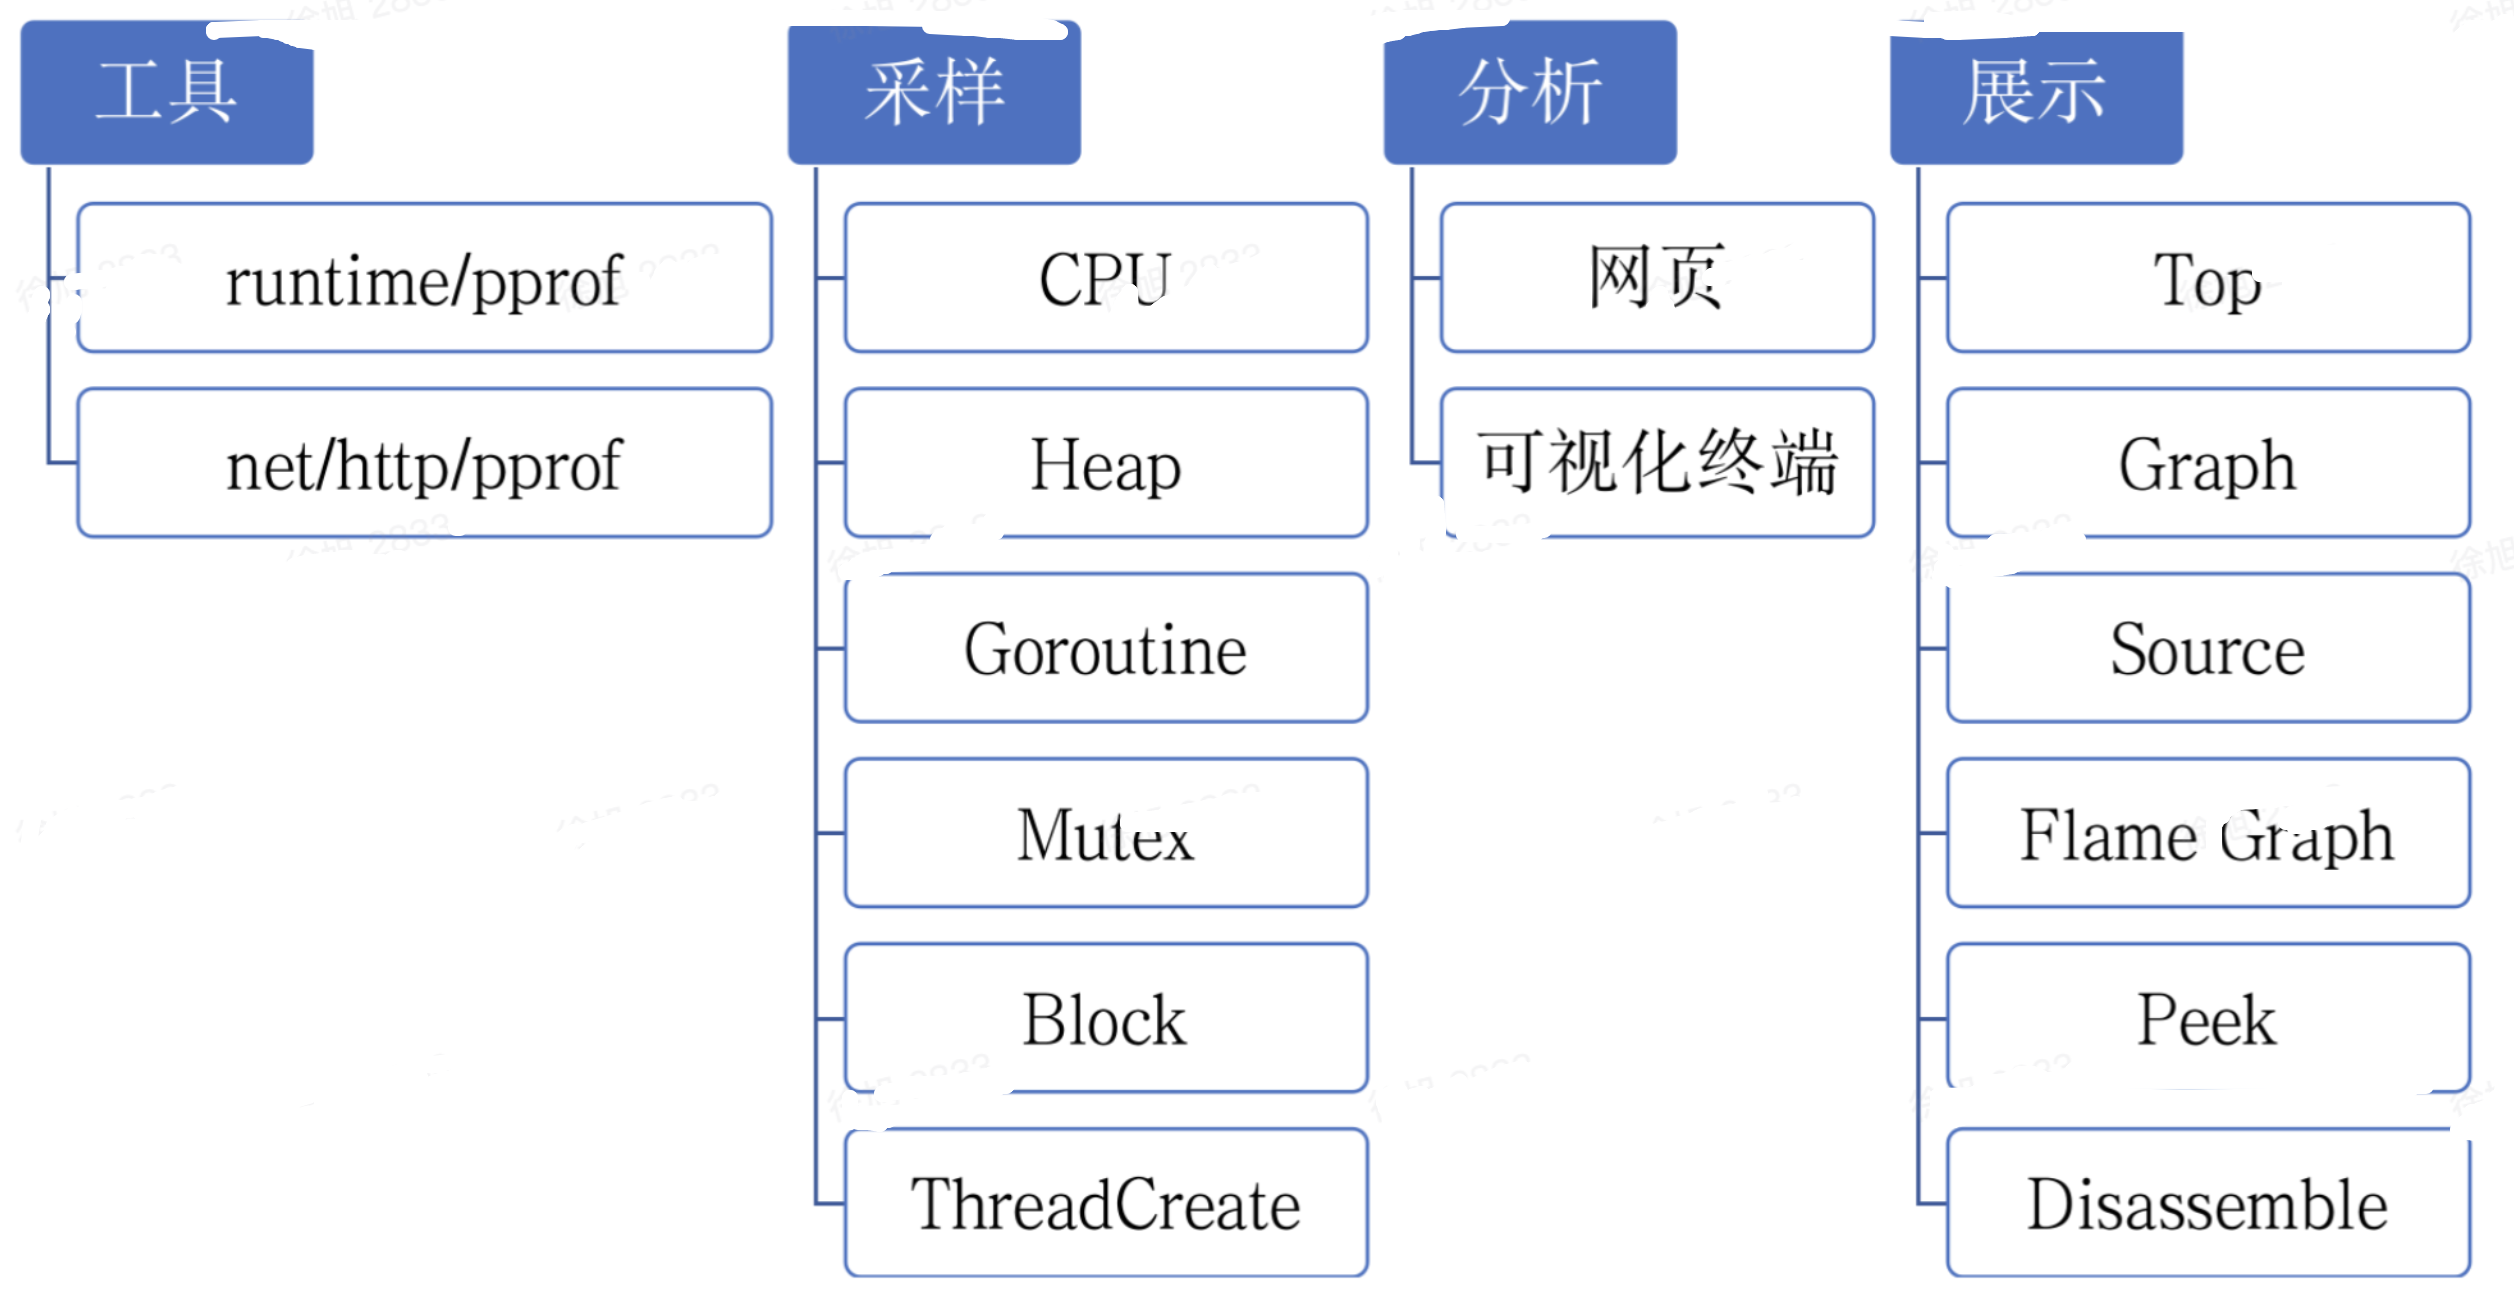 工具
runtime/pprof
net/http/pprof
采样
CPU
Heap
Goroutine
Mutex
Block
ThreadCreate
分析
网页
可视化终端
展示
Top
Graph
Source
Flame Graph
Peek
Disassemble